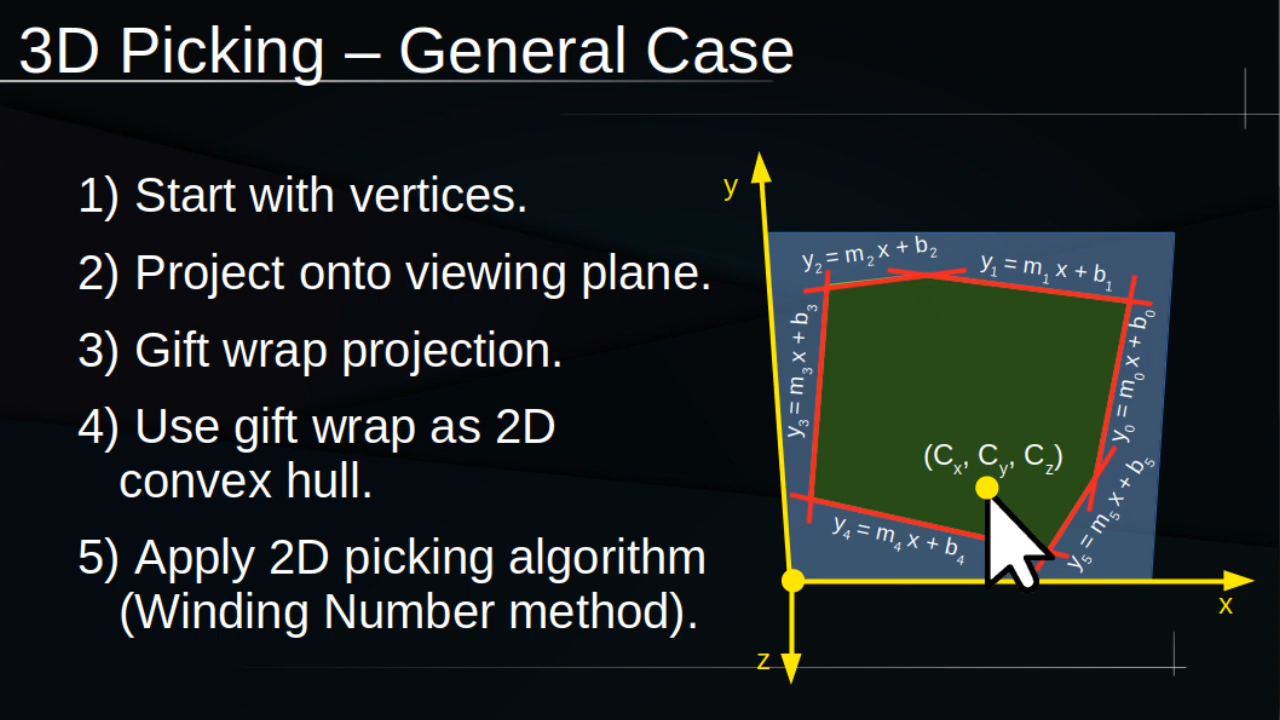 3D Picking – General Case
1) Start with vertices.
2) Project onto viewing plane.
3) Gift wrap projection.
4) Use gift wrap as 2D
convex hull.
5) Apply 2D picking algorithm
(Winding Number method).
y
y₂ = m₂ x + b₂
y₁ = m₁ x + b₁
y₃ = m₃ x + b₃
y₀ = m₀ x + b₀
(Cx, Cy, Cz)
y₄ = m₄ x + b₄
y₅ = m₅ x + b₅
x
z